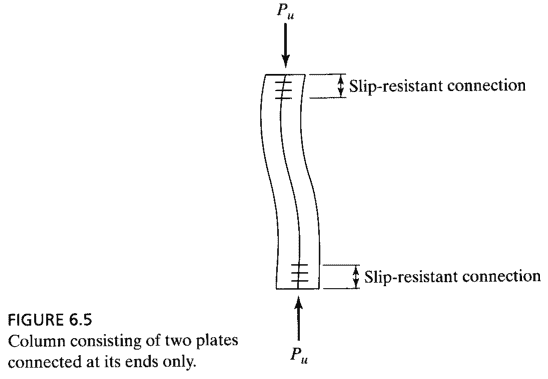 P_u
Slip-resistant connection
Slip-resistant connection
FIGURE 6.5
Column consisting of two plates
connected at its ends only.
P_u